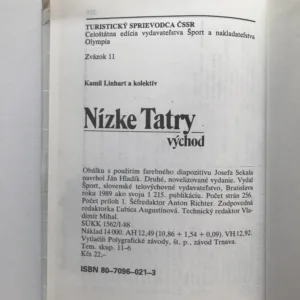 TURISTICKÝ SPRIEVODCA ČSSR
Celoštátna edícia vydavateľstva Šport a nakladateľstva
Olympia
Zväzok 11
Kamil Linhart a kolektív
Nízke Tatry
východ
Obálku s použitím farebného diapozitívu Josefa Sekala
navrhol Ján Hladík. Druhé, novelizované vydanie. Vydal
Šport, slovenské telovýchovné vydavateľstvo, Bratislava
roku 1989 ako svoju 1 215. publikáciu. Počet strán 256.
Počet príloh 1. Šéfredaktor Anton Richter. Zodpovedná
redaktorka Ľubica Augustínová. Technický redaktor Vla-
dimír Mihal.
SÚKK 1562/I-88
Náklad 14 000. AH 12,49 (10,86 + 1,54 + 0,09). VH 12,92.
Vytlačili Polygrafické závody, š. p., závod Trnava.
Tem. skup. 11–6
Kčs 22,–
ISBN 80-7096-021-3